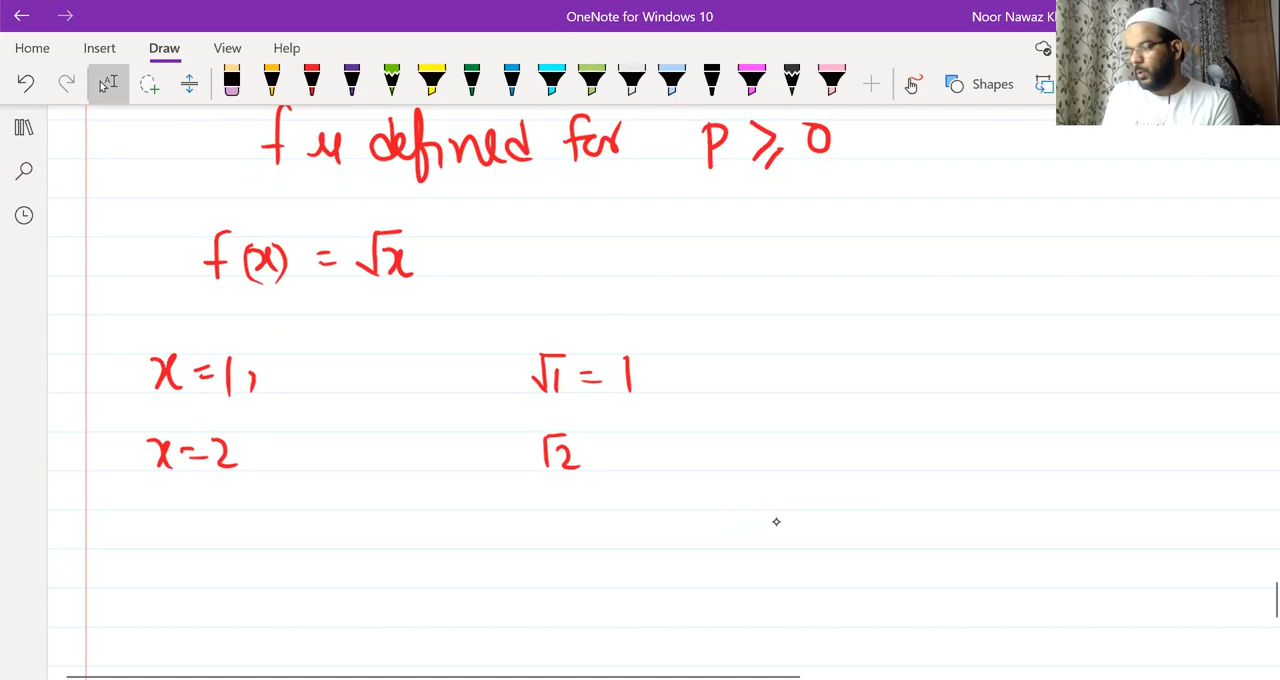 OneNote for Windows 10
Noor Nawaz
Home Insert Draw View Help
Shapes
f is defined for p ⩾ 0
f(x) = √x
x = 1, √1 = 1
x = 2 √2